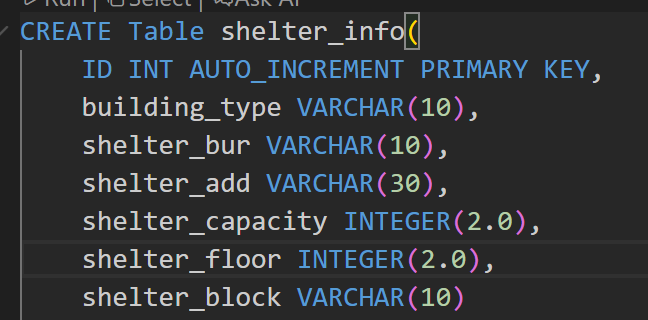 Run | Select | Ask AI
CREATE Table shelter_info(
ID INT AUTO_INCREMENT PRIMARY KEY,
building_type VARCHAR(10),
shelter_bur VARCHAR(10),
shelter_add VARCHAR(30),
shelter_capacity INTEGER(2.0),
shelter_floor INTEGER(2.0),
shelter_block VARCHAR(10)